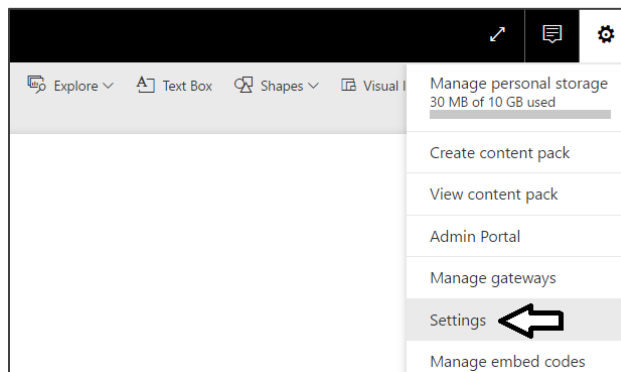 Explore
Text Box
Shapes
Visual
Manage personal storage
30 MB of 10 GB used
Create content pack
View content pack
Admin Portal
Manage gateways
Settings
Manage embed codes